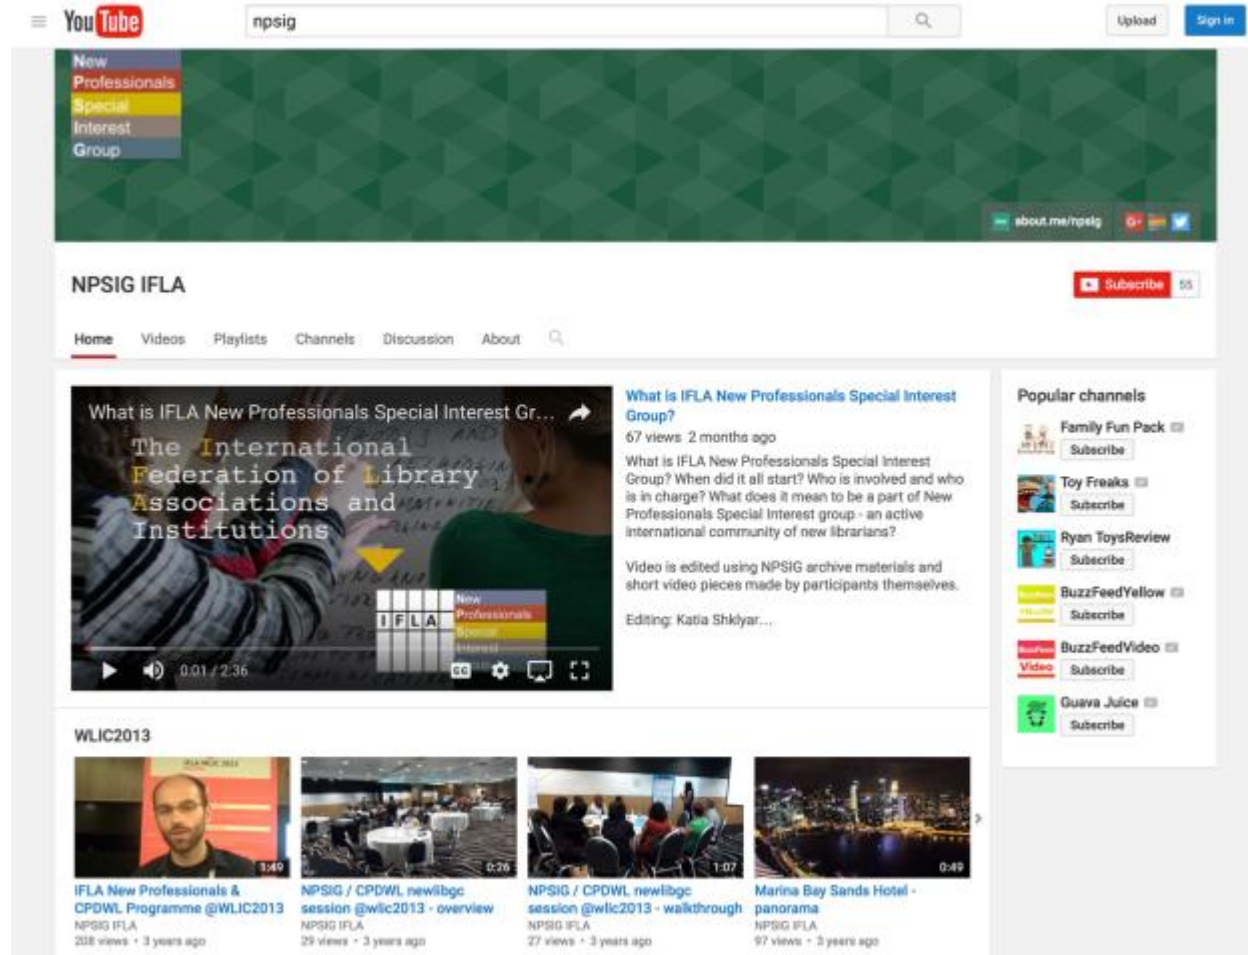 YouTube
npsig
Upload
Sign in
New
Professionals
Special
Interest
Group
about.me/npsig
G+
NPSIG IFLA
Subscribe 55
Home Videos Playlists Channels Discussion About
What is IFLA New Professionals Special Interest Gr...
The International
Federation of Library
Associations and
Institutions
IFLA
New
Professionals
Special
Interest
0:01 / 2:36
CC
What is IFLA New Professionals Special Interest
Group?
67 views 2 months ago
What is IFLA New Professionals Special Interest
Group? When did it all start? Who is involved and who
is in charge? What does it mean to be a part of New
Professionals Special Interest group - an active
international community of new librarians?
Video is edited using NPSIG archive materials and
short video pieces made by participants themselves.
Editing: Katia Shklyar...
Popular channels
Family Fun Pack
Subscribe
Toy Freaks
Subscribe
Ryan ToysReview
Subscribe
BuzzFeedYellow
Subscribe
BuzzFeedVideo
Subscribe
Video
Guava Juice
Subscribe
WLIC2013
1:49
IFLA New Professionals &
CPDWL Programme @WLIC2013
NPSIG IFLA
208 views • 3 years ago
0:26
NPSIG / CPDWL newlibgc
session @wlic2013 - overview
NPSIG IFLA
29 views • 3 years ago
1:07
NPSIG / CPDWL newlibgc
session @wlic2013 - walkthrough
NPSIG IFLA
27 views • 3 years ago
0:49
Marina Bay Sands Hotel -
panorama
NPSIG IFLA
97 views • 3 years ago